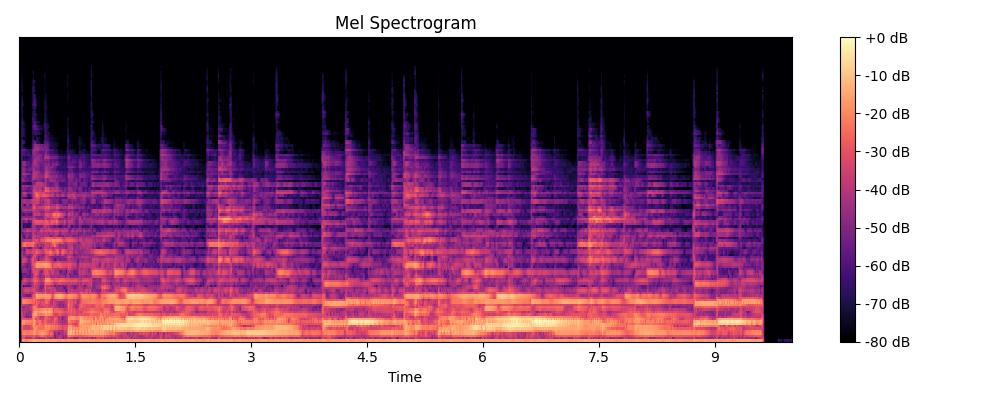 Mel Spectrogram
+0 dB
-10 dB
-20 dB
-30 dB
-40 dB
-50 dB
-60 dB
-70 dB
-80 dB
0 1.5 3 4.5 6 7.5 9
Time